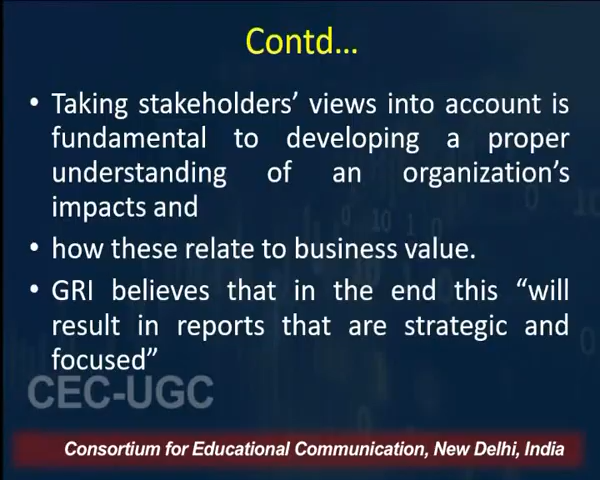 Contd...
• Taking stakeholders' views into account is
fundamental to developing a proper
understanding of an organization's
impacts and
• how these relate to business value.
• GRI believes that in the end this “will
result in reports that are strategic and
focused”
CEC-UGC
Consortium for Educational Communication, New Delhi, India